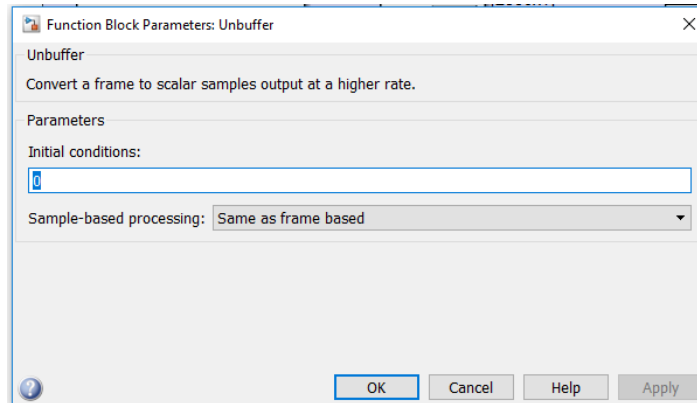 Function Block Parameters: Unbuffer
Unbuffer
Convert a frame to scalar samples output at a higher rate.
Parameters
Initial conditions:
0
Sample-based processing: Same as frame based
OK Cancel Help Apply